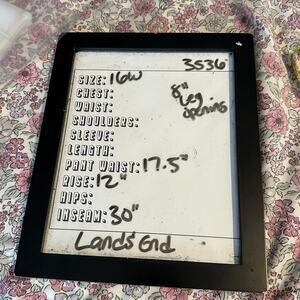 3536
SIZE: 16W
8" Leg
opening
CHEST:
WAIST:
SHOULDERS:
SLEEVE:
LENGTH:
PANT WAIST: 17.5"
RISE: 12"
HIPS:
INSEAM: 30"
Lands' End